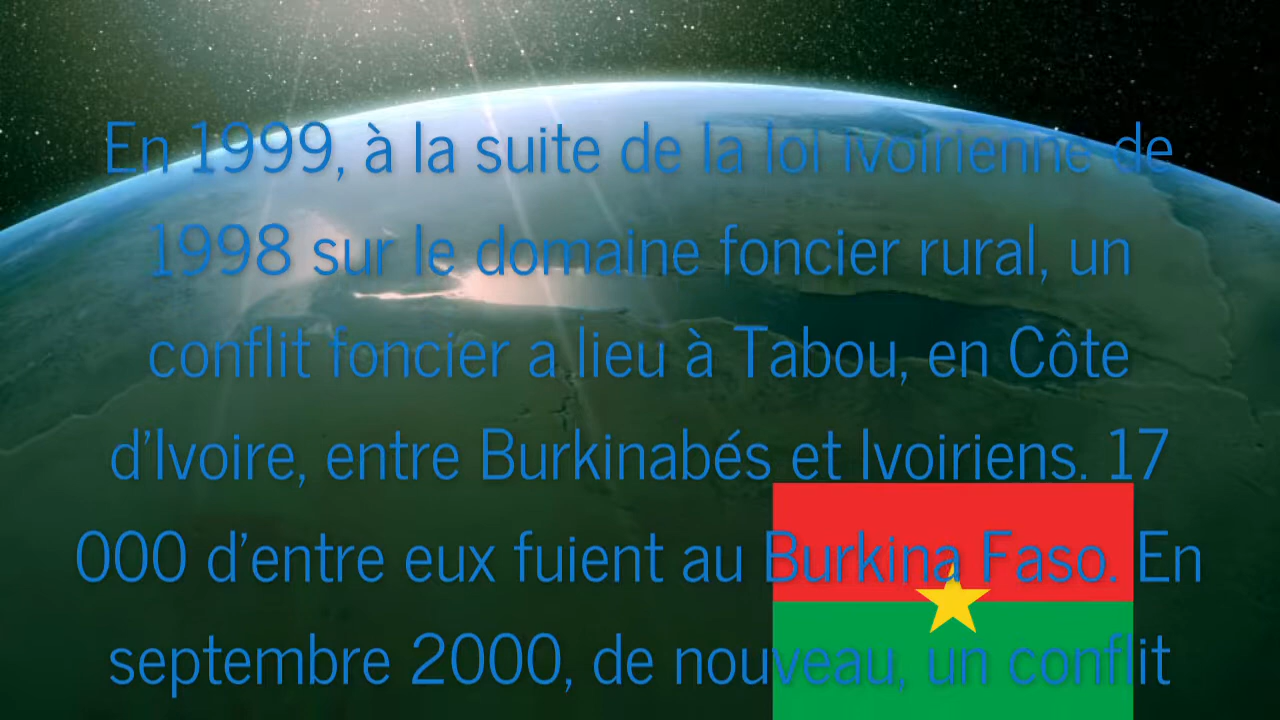 En 1999, à la suite de la loi ivoirienne de
1998 sur le domaine foncier rural, un
conflit foncier a lieu à Tabou, en Côte
d’Ivoire, entre Burkinabés et Ivoiriens. 17
000 d’entre eux fuient au Burkina Faso. En
septembre 2000, de nouveau, un conflit